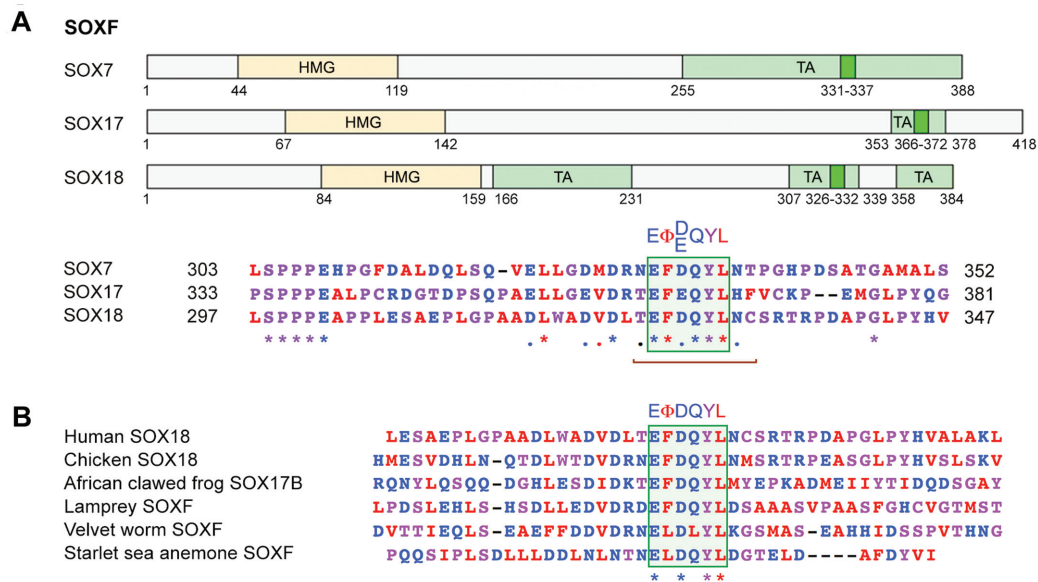 A SOXF
SOX7 HMG TA
1 44 119 255 331-337 388
SOX17 HMG TA
1 67 142 353 366-372 378 418
SOX18 HMG TA TA TA
1 84 159 166 231 307 326-332 339 358 384
D
EΦ QYL
E
SOX7 303 LSPPPEHPGFDALDQLSQ-VELLGDMDRNEFDQYLNTPGHPDSATGAMALS 352
SOX17 333 PSPPPEALPCRDGTDPSQPAELLGEVDRTEFEQYLHFVCKP--EMGLPYQG 381
SOX18 297 LSPPPEAPPLESAEPLGPAADLWADVDLTEFDQYLNCSRTRPDAPGLPYHV 347
***** . * . . * . * * . * * * . *
B EΦDQYL
Human SOX18 LESAEPLGPAADLWADVDLTEFDQYLNCSRTRPDAPGLPYHVALAKL
Chicken SOX18 HMESVDHLN-QTDLWTDVDRNEFDQYLNMSRTRPEASGLPYHVSLSKV
African clawed frog SOX17B RQNYLQSQQ-DGHLESDIDKTEFDQYLMYEPKADMEIIYTIDQDSGAY
Lamprey SOXF LPDSLEHLS-HSDLLEDVDRDEFDQYLDSAAASVPAASFGHCVGTMST
Velvet worm SOXF DVTTIEQLS-EAEFFDDVDRNELDLYLKGSMAS-EAHHIDSSPVTHNG
Starlet sea anemone SOXF PQQSIPLSDLLLDDLNLNTNELDQYLDGTELD----AFDYVI
* * * *